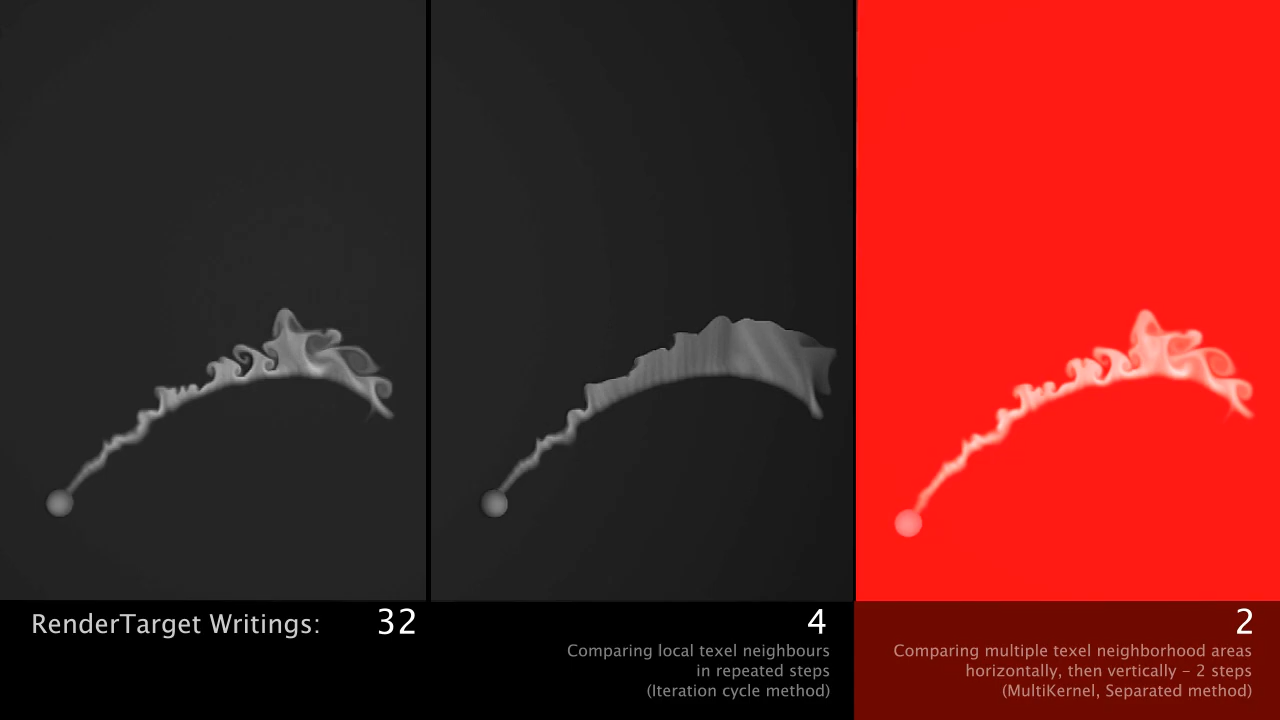 RenderTarget Writings: 32
4
Comparing local texel neighbours
in repeated steps
(Iteration cycle method)
2
Comparing multiple texel neighborhood areas
horizontally, then vertically – 2 steps
(MultiKernel, Separated method)